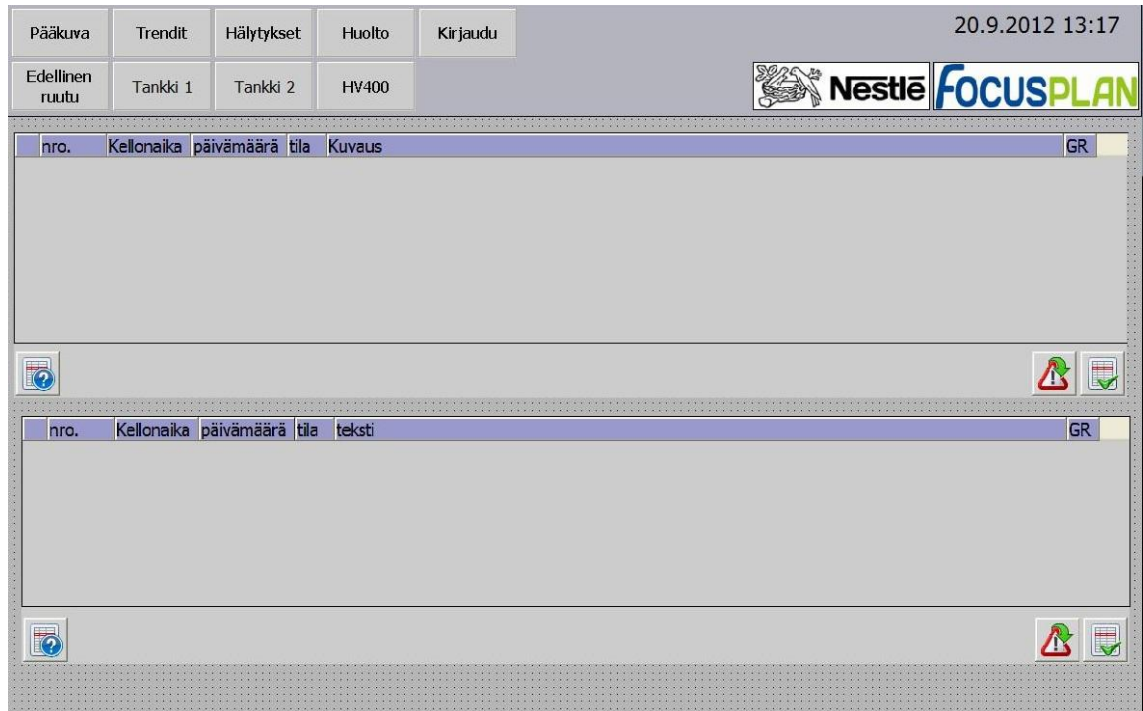 Pääkuva Trendit Hälytykset Huolto Kirjaudu 20.9.2012 13:17
Edellinen ruutu Tankki 1 Tankki 2 HV400 Nestlē FOCUSPLAN
nro. Kellonaika päivämäärä tila Kuvaus GR
nro. Kellonaika päivämäärä tila teksti GR